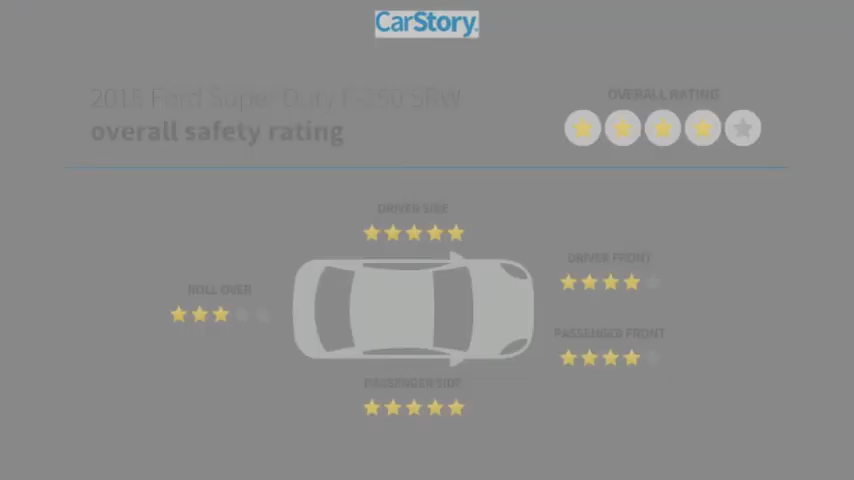 CarStory.
2015 Ford Super Duty F-250 SRW
overall safety rating
OVERALL RATING
DRIVER SIDE
DRIVER FRONT
ROLL OVER
PASSENGER FRONT
PASSENGER SIDE